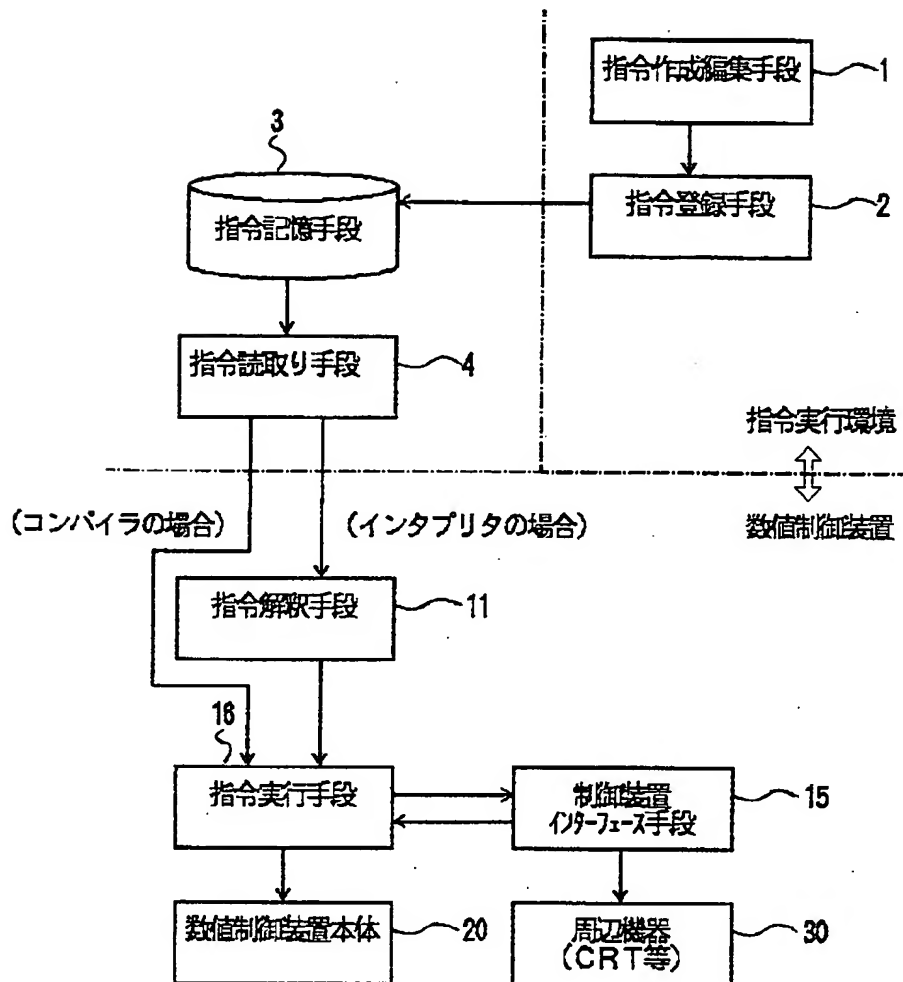 指令作成編集手段
1
3
指令記憶手段
指令登録手段
2
指令読取り手段
4
指令実行環境
(コンパイラの場合)
(インタプリタの場合)
数値制御装置
指令解釈手段
11
16
指令実行手段
制御装置
インターフェース手段
15
数値制御装置本体
20
周辺機器
(CRT等)
30